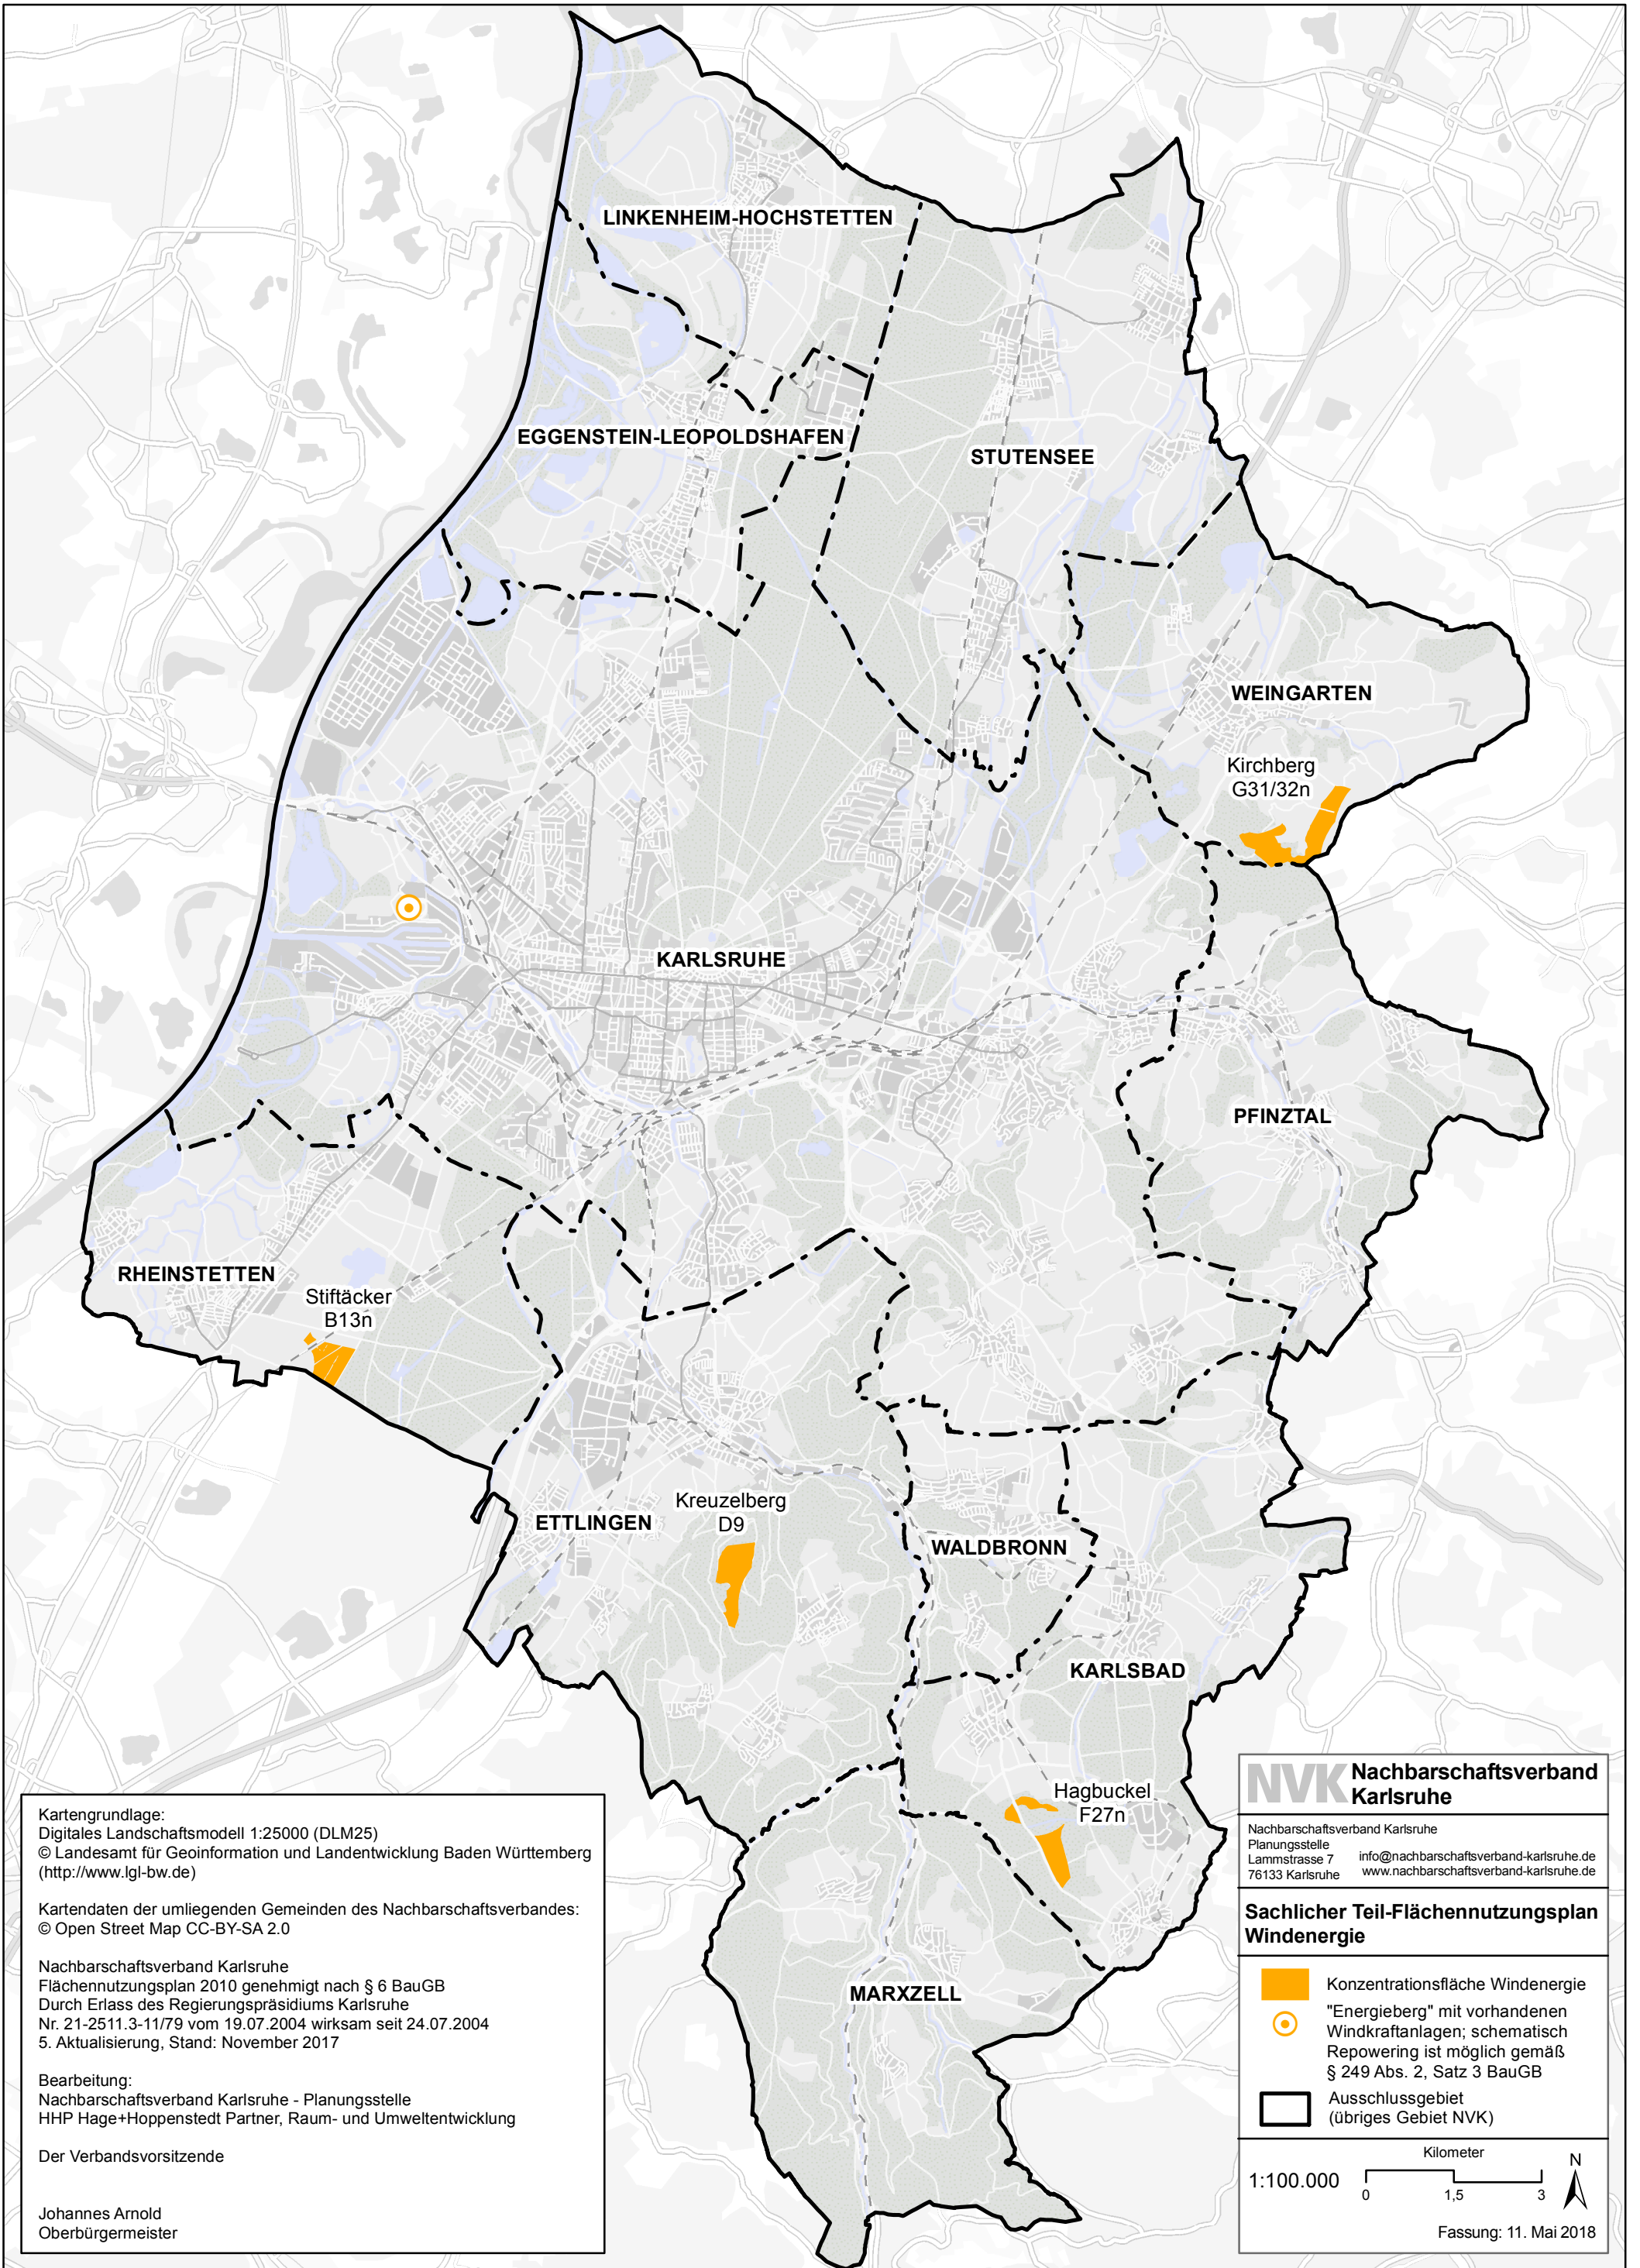 LINKENHEIM-HOCHSTETTEN
EGGENSTEIN-LEOPOLDSHAFEN
STUTENSEE
WEINGARTEN
Kirchberg
G31/32n
KARLSRUHE
PFINZTAL
RHEINSTETTEN
Stiftäcker
B13n
Kreuzelberg
D9
ETTLINGEN
WALDBRONN
KARLSBAD
Hagbuckel
F27n
MARXZELL
Kartengrundlage:
Digitales Landschaftsmodell 1:25000 (DLM25)
© Landesamt für Geoinformation und Landentwicklung Baden Württemberg
(http://www.lgl-bw.de)
Kartendaten der umliegenden Gemeinden des Nachbarschaftsverbandes:
© Open Street Map CC-BY-SA 2.0
Nachbarschaftsverband Karlsruhe
Flächennutzungsplan 2010 genehmigt nach § 6 BauGB
Durch Erlass des Regierungspräsidiums Karlsruhe
Nr. 21-2511.3-11/79 vom 19.07.2004 wirksam seit 24.07.2004
5. Aktualisierung, Stand: November 2017
Bearbeitung:
Nachbarschaftsverband Karlsruhe - Planungsstelle
HHP Hage+Hoppenstedt Partner, Raum- und Umweltentwicklung
Der Verbandsvorsitzende
Johannes Arnold
Oberbürgermeister
NVK Nachbarschaftsverband
Karlsruhe
Nachbarschaftsverband Karlsruhe
Planungsstelle
Lammstrasse 7 info@nachbarschaftsverband-karlsruhe.de
76133 Karlsruhe www.nachbarschaftsverband-karlsruhe.de
Sachlicher Teil-Flächennutzungsplan
Windenergie
Konzentrationsfläche Windenergie
"Energieberg" mit vorhandenen
Windkraftanlagen; schematisch
Repowering ist möglich gemäß
§ 249 Abs. 2, Satz 3 BauGB
Ausschlussgebiet
(übriges Gebiet NVK)
Kilometer
1:100.000
0 1,5 3
N
Fassung: 11. Mai 2018